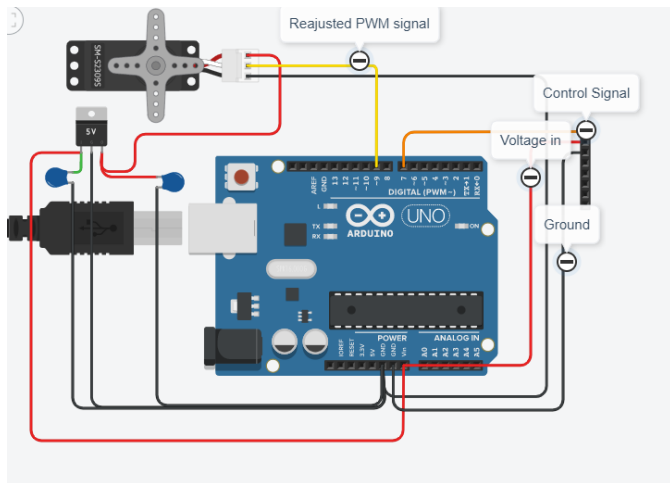 Reajusted PWM signal
Control Signal
Voltage in
Ground
SM-S2309S
5V
AREF
GND
13
12
~11
~10
~9
8
7
~6
~5
4
~3
2
TX→1
RX←0
DIGITAL (PWM~)
L
TX
RX
ARDUINO
UNO
ON
POWER
ANALOG IN
IOREF
RESET
3.3V
5V
GND
GND
Vin
A0
A1
A2
A3
A4
A5